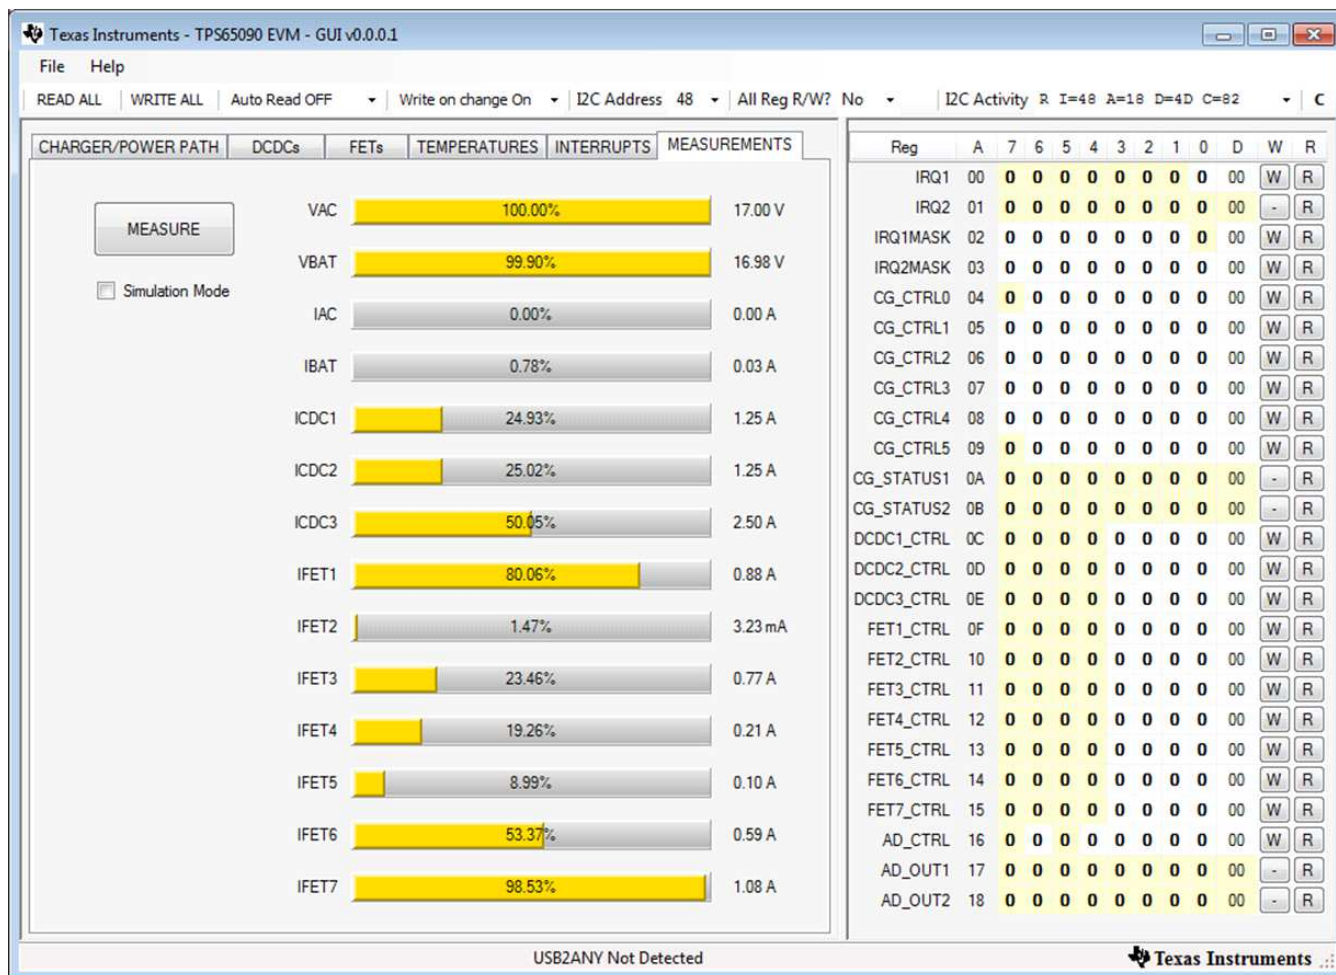 Texas Instruments - TPS65090 EVM - GUI v0.0.0.1
File Help
READ ALL WRITE ALL Auto Read OFF Write on change On I2C Address 48 All Reg R/W? No I2C Activity R I=48 A=18 D=4D C=82 C
CHARGER/POWER PATH DCDCs FETs TEMPERATURES INTERRUPTS MEASUREMENTS
MEASURE
Simulation Mode
VAC 100.00% 17.00 V
VBAT 99.90% 16.98 V
IAC 0.00% 0.00 A
IBAT 0.78% 0.03 A
ICDC1 24.93% 1.25 A
ICDC2 25.02% 1.25 A
ICDC3 50.05% 2.50 A
IFET1 80.06% 0.88 A
IFET2 1.47% 3.23 mA
IFET3 23.46% 0.77 A
IFET4 19.26% 0.21 A
IFET5 8.99% 0.10 A
IFET6 53.37% 0.59 A
IFET7 98.53% 1.08 A
Reg A 7 6 5 4 3 2 1 0 D W R
IRQ1 00 0 0 0 0 0 0 0 0 00 W R
IRQ2 01 0 0 0 0 0 0 0 0 00 - R
IRQ1MASK 02 0 0 0 0 0 0 0 0 00 W R
IRQ2MASK 03 0 0 0 0 0 0 0 0 00 W R
CG_CTRL0 04 0 0 0 0 0 0 0 0 00 W R
CG_CTRL1 05 0 0 0 0 0 0 0 0 00 W R
CG_CTRL2 06 0 0 0 0 0 0 0 0 00 W R
CG_CTRL3 07 0 0 0 0 0 0 0 0 00 W R
CG_CTRL4 08 0 0 0 0 0 0 0 0 00 W R
CG_CTRL5 09 0 0 0 0 0 0 0 0 00 W R
CG_STATUS1 0A 0 0 0 0 0 0 0 0 00 - R
CG_STATUS2 0B 0 0 0 0 0 0 0 0 00 - R
DCDC1_CTRL 0C 0 0 0 0 0 0 0 0 00 W R
DCDC2_CTRL 0D 0 0 0 0 0 0 0 0 00 W R
DCDC3_CTRL 0E 0 0 0 0 0 0 0 0 00 W R
FET1_CTRL 0F 0 0 0 0 0 0 0 0 00 W R
FET2_CTRL 10 0 0 0 0 0 0 0 0 00 W R
FET3_CTRL 11 0 0 0 0 0 0 0 0 00 W R
FET4_CTRL 12 0 0 0 0 0 0 0 0 00 W R
FET5_CTRL 13 0 0 0 0 0 0 0 0 00 W R
FET6_CTRL 14 0 0 0 0 0 0 0 0 00 W R
FET7_CTRL 15 0 0 0 0 0 0 0 0 00 W R
AD_CTRL 16 0 0 0 0 0 0 0 0 00 W R
AD_OUT1 17 0 0 0 0 0 0 0 0 00 - R
AD_OUT2 18 0 0 0 0 0 0 0 0 00 - R
USB2ANY Not Detected
Texas Instruments